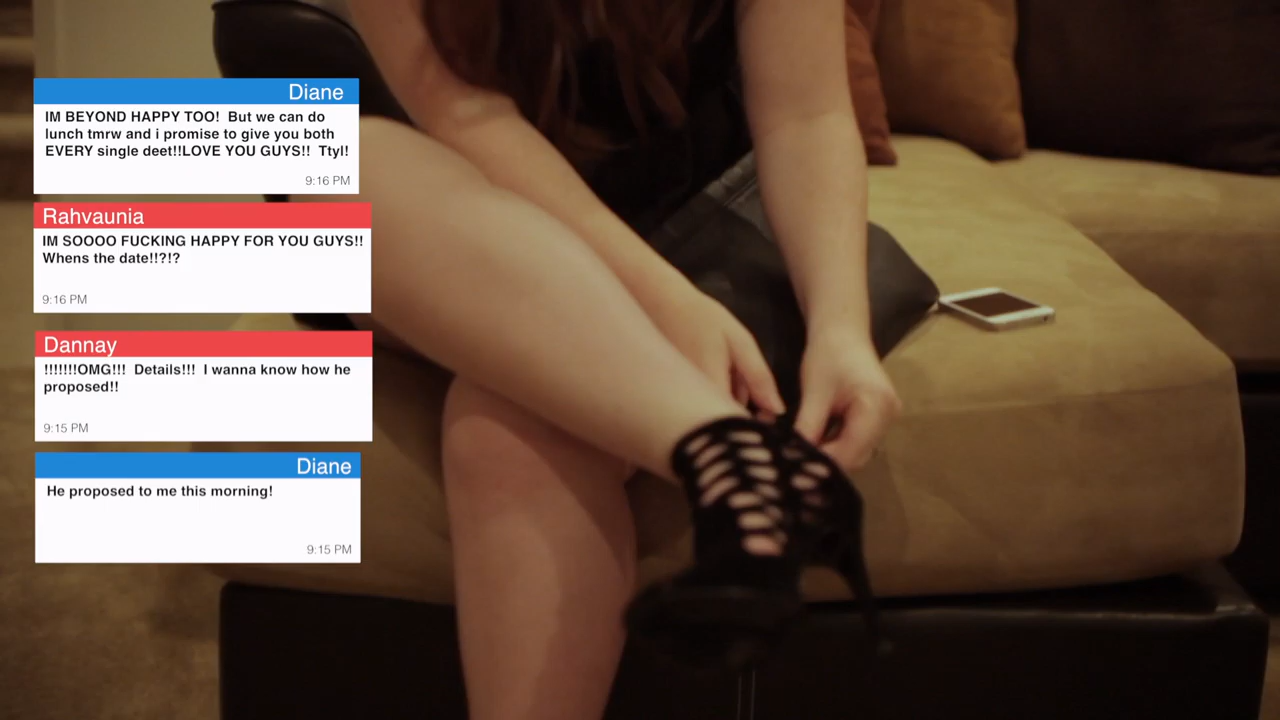 Diane
IM BEYOND HAPPY TOO!  But we can do
lunch tmrw and i promise to give you both
EVERY single deet!!LOVE YOU GUYS!!  Ttyl!
9:16 PM
Rahvaunia
IM SOOOO FUCKING HAPPY FOR YOU GUYS!!
Whens the date!!?!?
9:16 PM
Dannay
!!!!!!!OMG!!!  Details!!!  I wanna know how he
proposed!!
9:15 PM
Diane
He proposed to me this morning!
9:15 PM